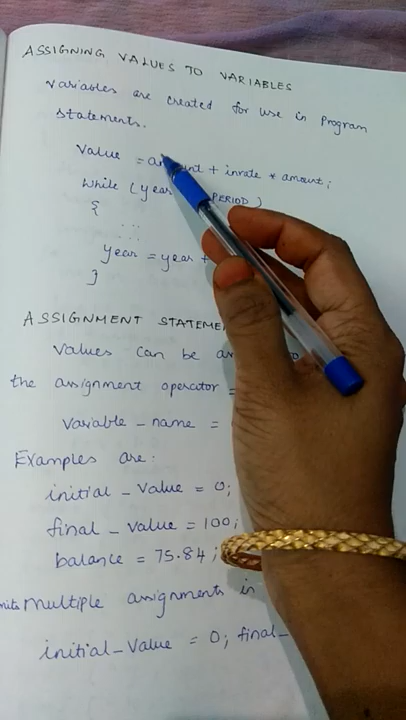 ASSIGNING VALUES TO VARIABLES
Variables are created for use in Program
Statements.
Value = amount + inrate * amount;
While (year PERIOD)
{
...
year = year +
}
ASSIGNMENT STATEME
Values can be to
the assignment operator =
Variable - name =
Examples are:
initial - Value = 0;
final - value = 100;
balance = 75.84;
Multiple assignments in
initial - Value = 0; final -